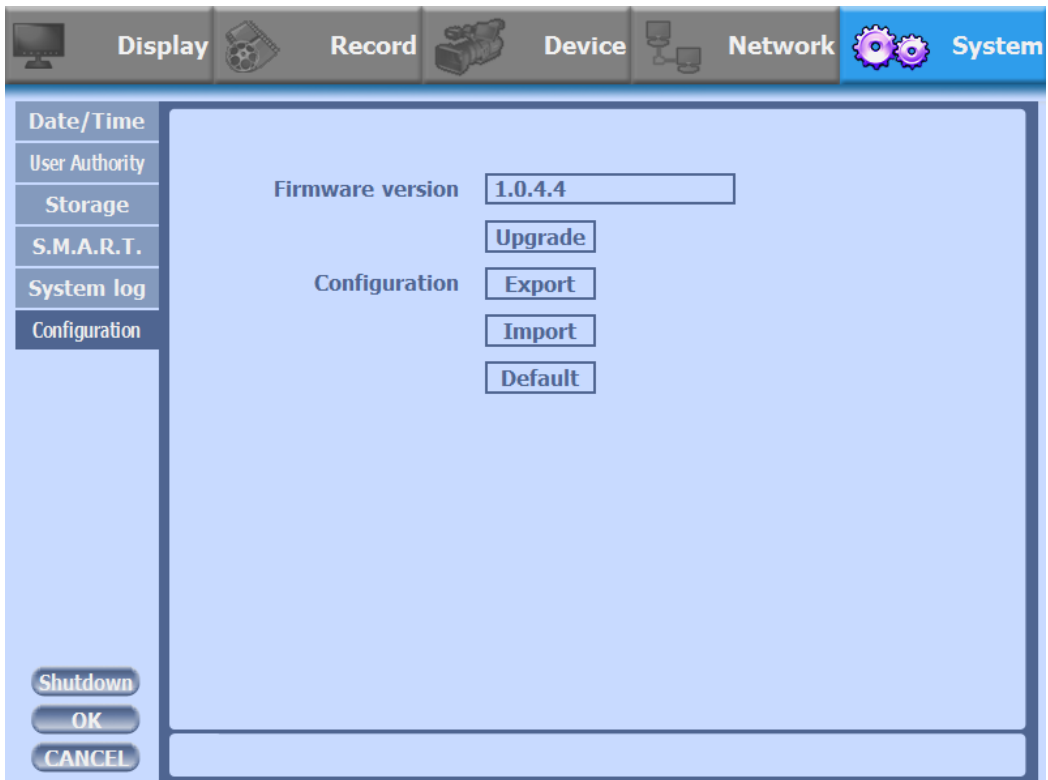 Display Record Device Network System
Date/Time
User Authority
Storage
S.M.A.R.T.
System log
Configuration
Firmware version 1.0.4.4
Upgrade
Configuration Export
Import
Default
Shutdown
OK
CANCEL